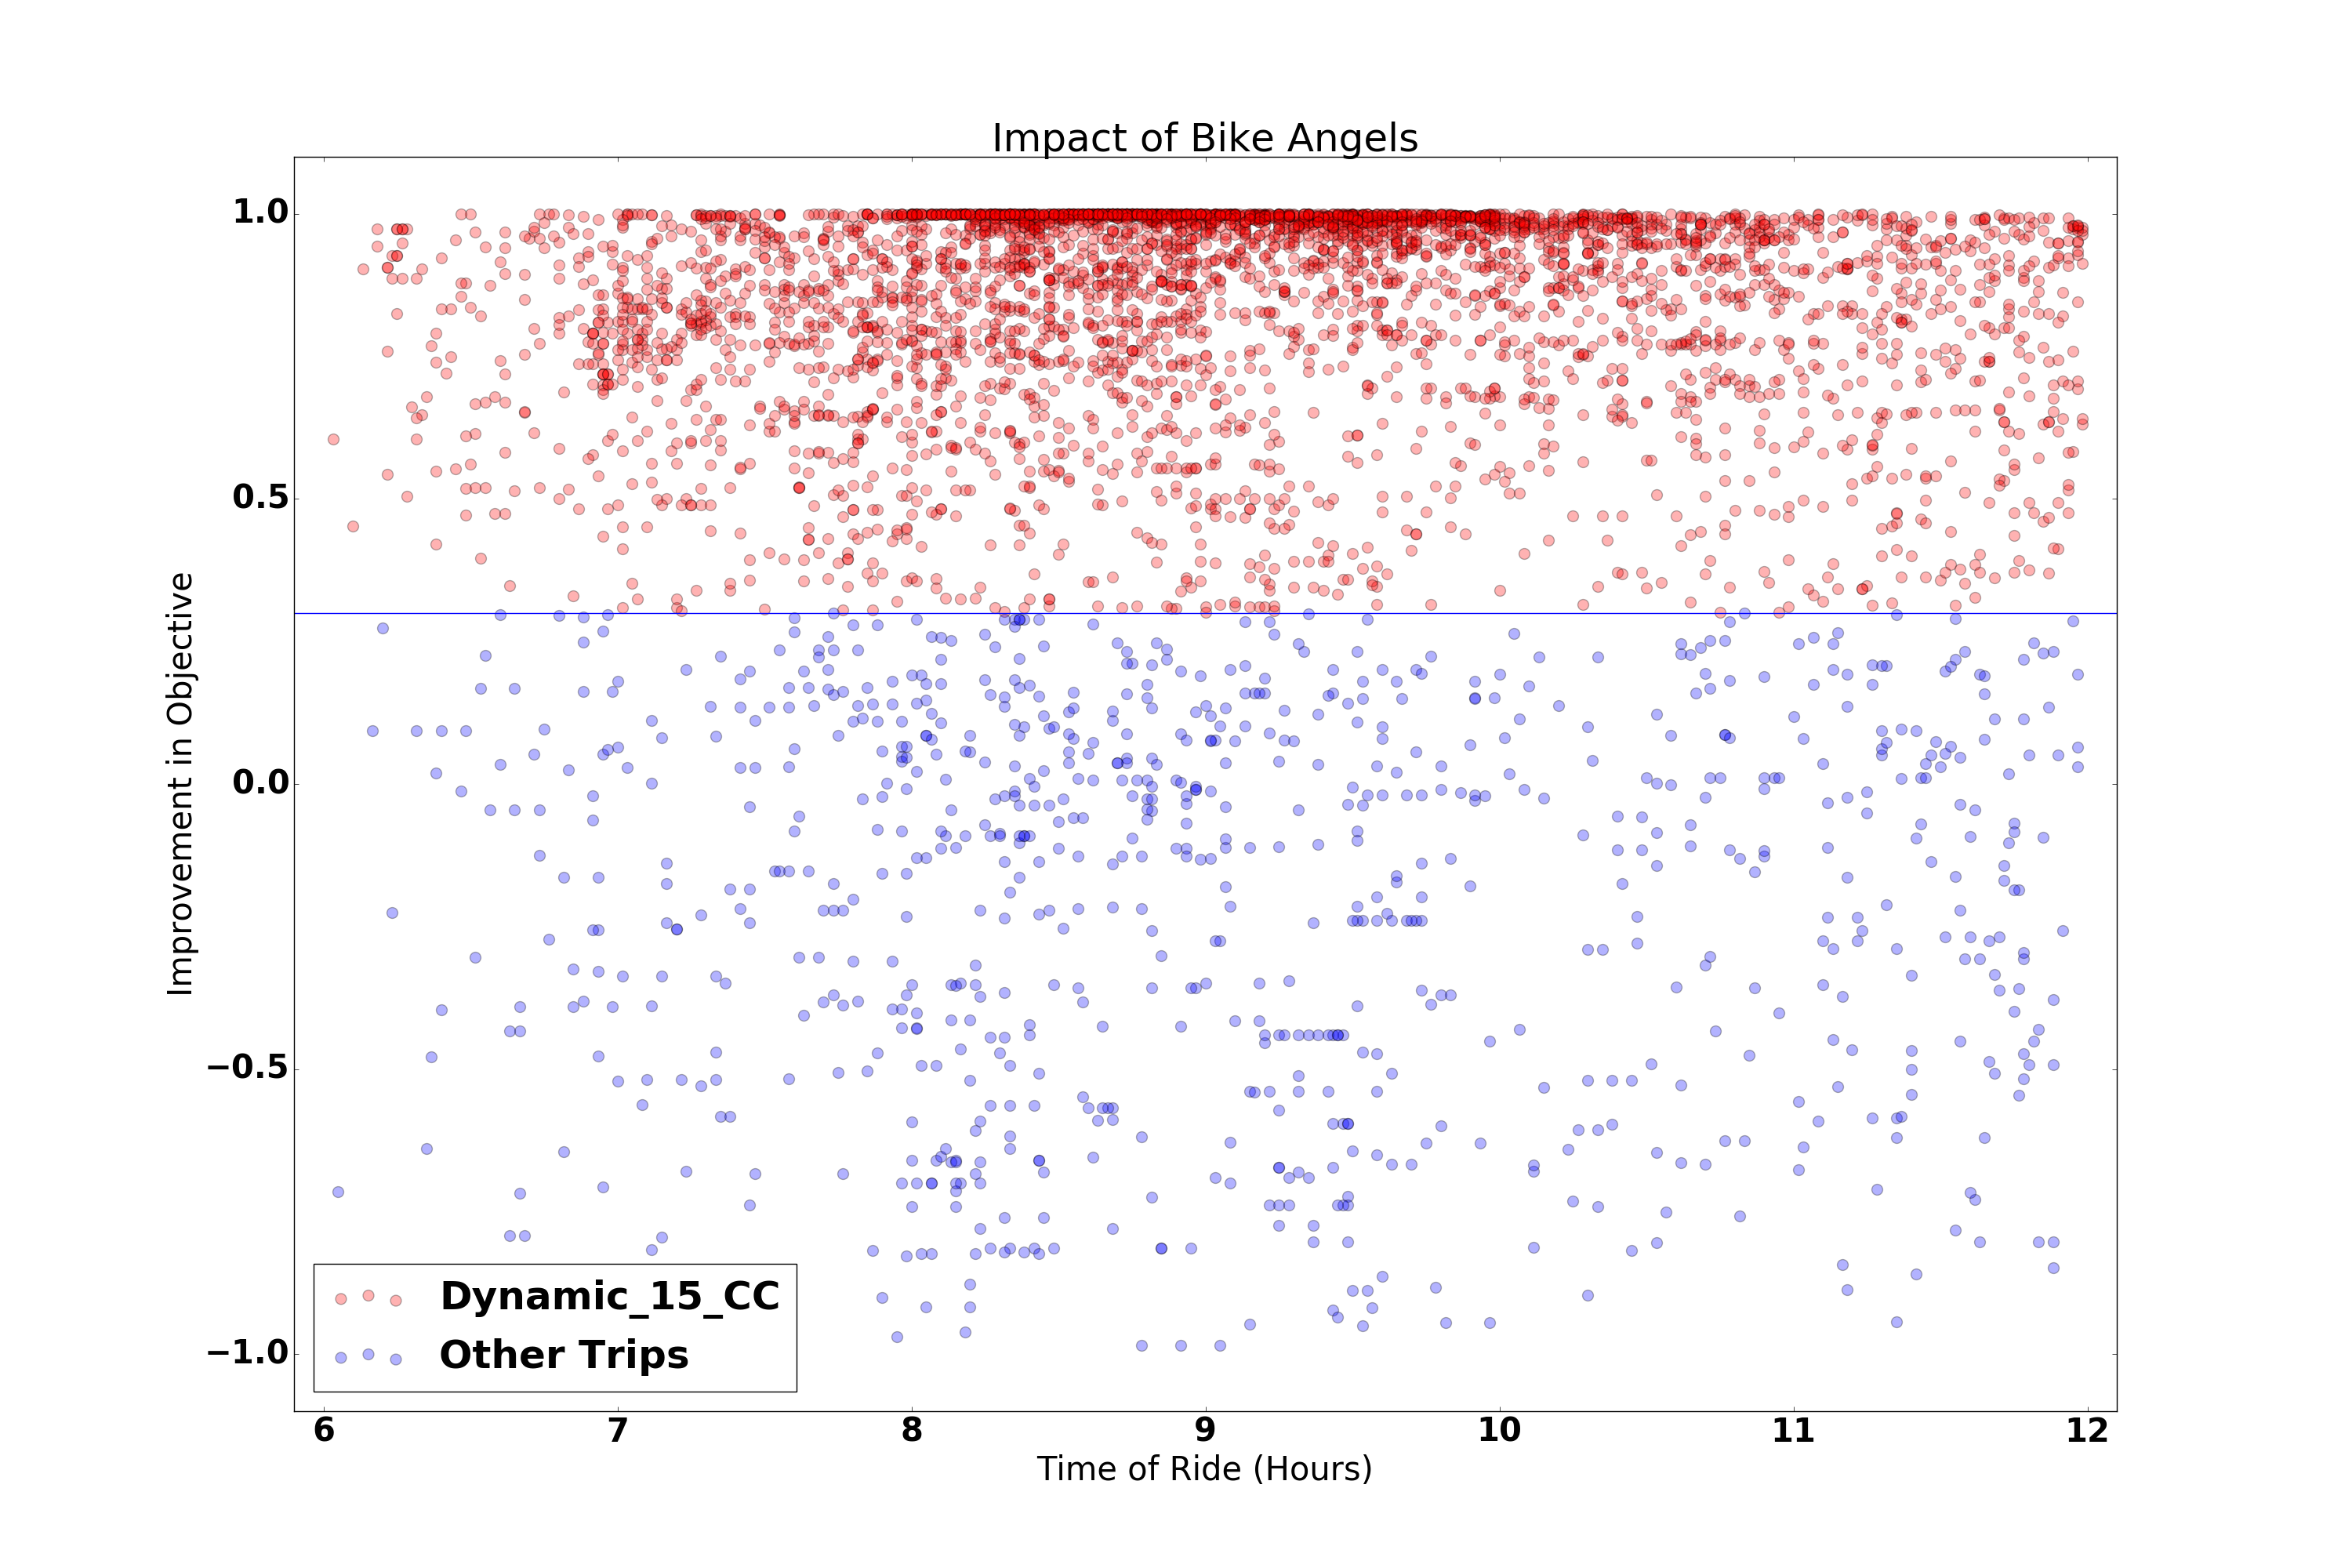 Impact of Bike Angels
Improvement in Objective
1.0
0.5
0.0
−0.5
−1.0
Dynamic_15_CC
Other Trips
6 7 8 9 10 11 12
Time of Ride (Hours)